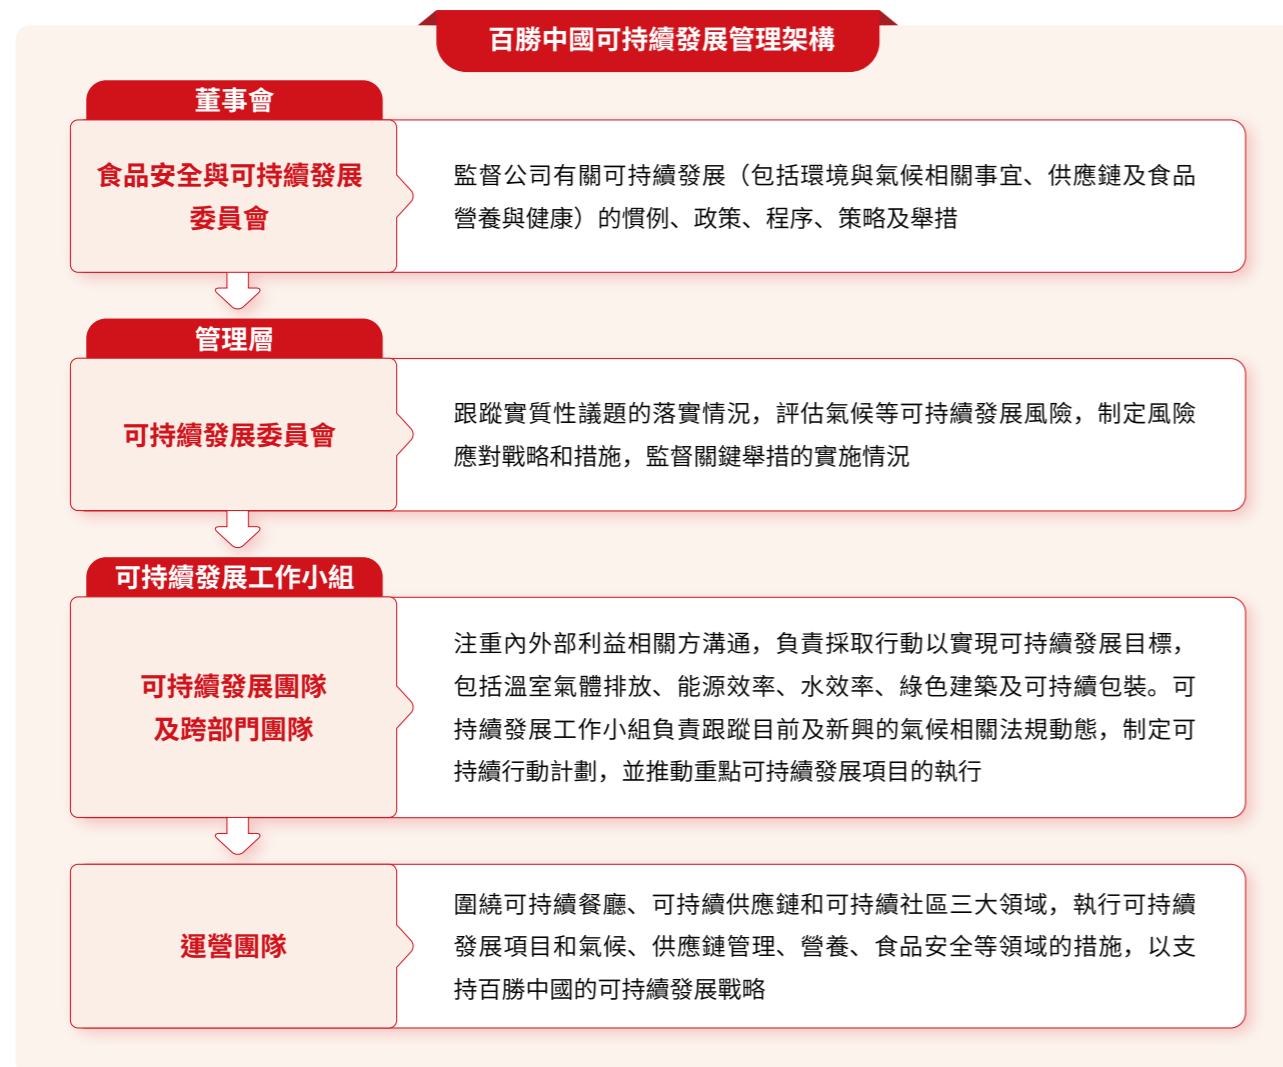 百勝中國可持續發展管理架構
董事會
食品安全與可持續發展
委員會
監督公司有關可持續發展（包括環境與氣候相關事宜、供應鏈及食品
營養與健康）的慣例、政策、程序、策略及舉措
管理層
可持續發展委員會
跟蹤實質性議題的落實情況，評估氣候等可持續發展風險，制定風險
應對戰略和措施，監督關鍵舉措的實施情況
可持續發展工作小組
可持續發展團隊
及跨部門團隊
注重內外部利益相關方溝通，負責採取行動以實現可持續發展目標，
包括溫室氣體排放、能源效率、水效率、綠色建築及可持續包裝。可
持續發展工作小組負責跟蹤目前及新興的氣候相關法規動態，制定可
持續行動計劃，並推動重點可持續發展項目的執行
運營團隊
圍繞可持續餐廳、可持續供應鏈和可持續社區三大領域，執行可持續
發展項目和氣候、供應鏈管理、營養、食品安全等領域的措施，以支
持百勝中國的可持續發展戰略